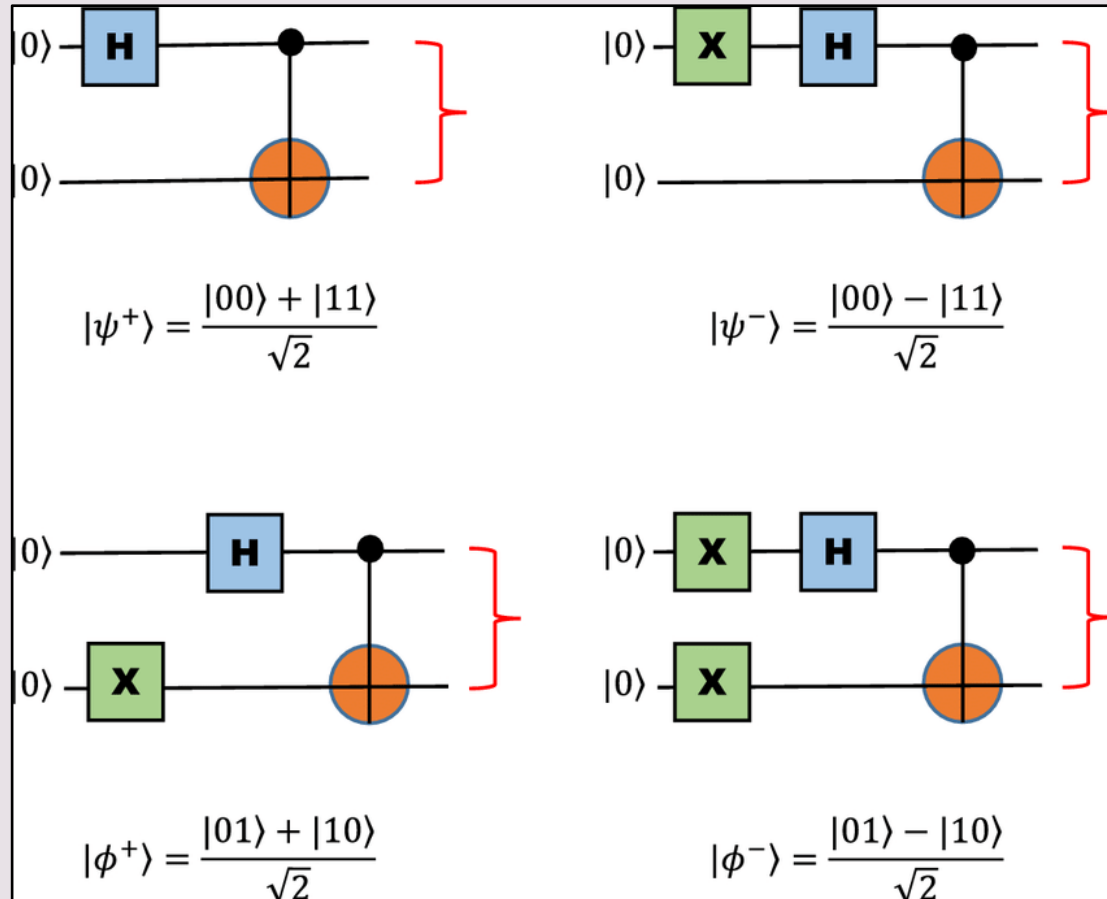 |0⟩ H
|0⟩
|ψ⁺⟩ = |00⟩ + |11⟩ / √2
|0⟩ X H
|0⟩
|ψ⁻⟩ = |00⟩ − |11⟩ / √2
|0⟩ H
|0⟩ X
|ϕ⁺⟩ = |01⟩ + |10⟩ / √2
|0⟩ X H
|0⟩ X
|ϕ⁻⟩ = |01⟩ − |10⟩ / √2